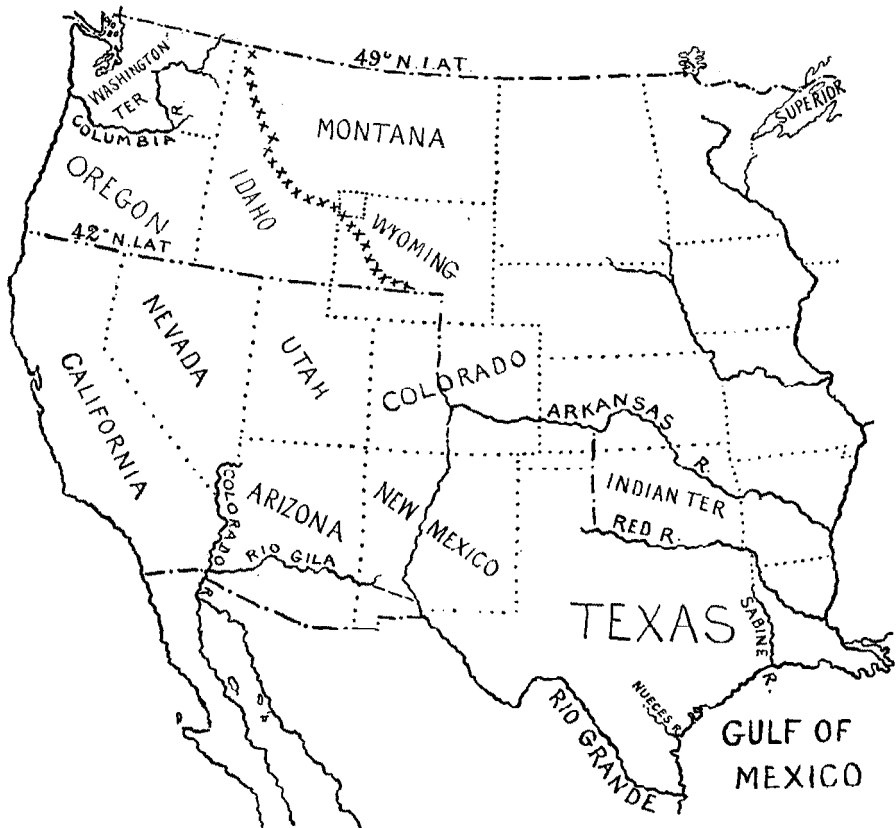 49° N. LAT.
WASHINGTON
TER
SUPERIOR
COLUMBIA R.
MONTANA
OREGON
IDAHO
WYOMING
42° N. LAT
NEVADA
UTAH
COLORADO
CALIFORNIA
ARKANSAS R.
COLORADO R.
ARIZONA
NEW MEXICO
INDIAN TER
RED R.
RIO GILA
TEXAS
SABINE R.
NUECES R.
RIO GRANDE
GULF OF
MEXICO